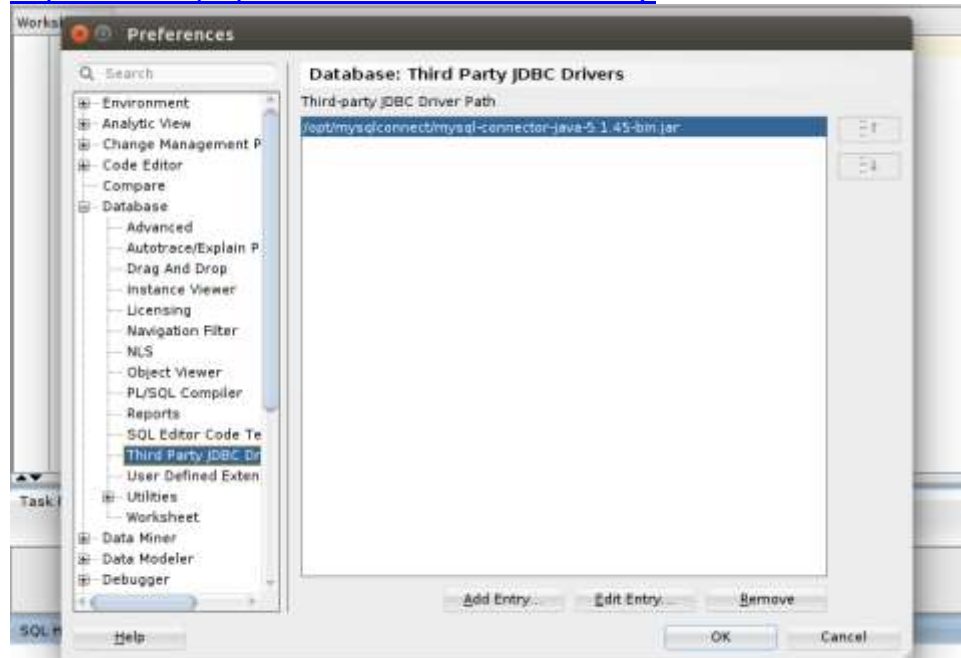 Works
Preferences
Search
Environment
Analytic View
Change Management P
Code Editor
Compare
Database
Advanced
Autotrace/Explain P
Drag And Drop
Instance Viewer
Licensing
Navigation Filter
NLS
Object Viewer
PL/SQL Compiler
Reports
SQL Editor Code Te
Third Party JDBC Dr
User Defined Exten
Utilities
Worksheet
Data Miner
Data Modeler
Debugger
Database: Third Party JDBC Drivers
Third-party JDBC Driver Path
/opt/mysqlconnect/mysql-connector-java-5.1.45-bin.jar
Add Entry... Edit Entry... Remove
Help OK Cancel
Task
SQL